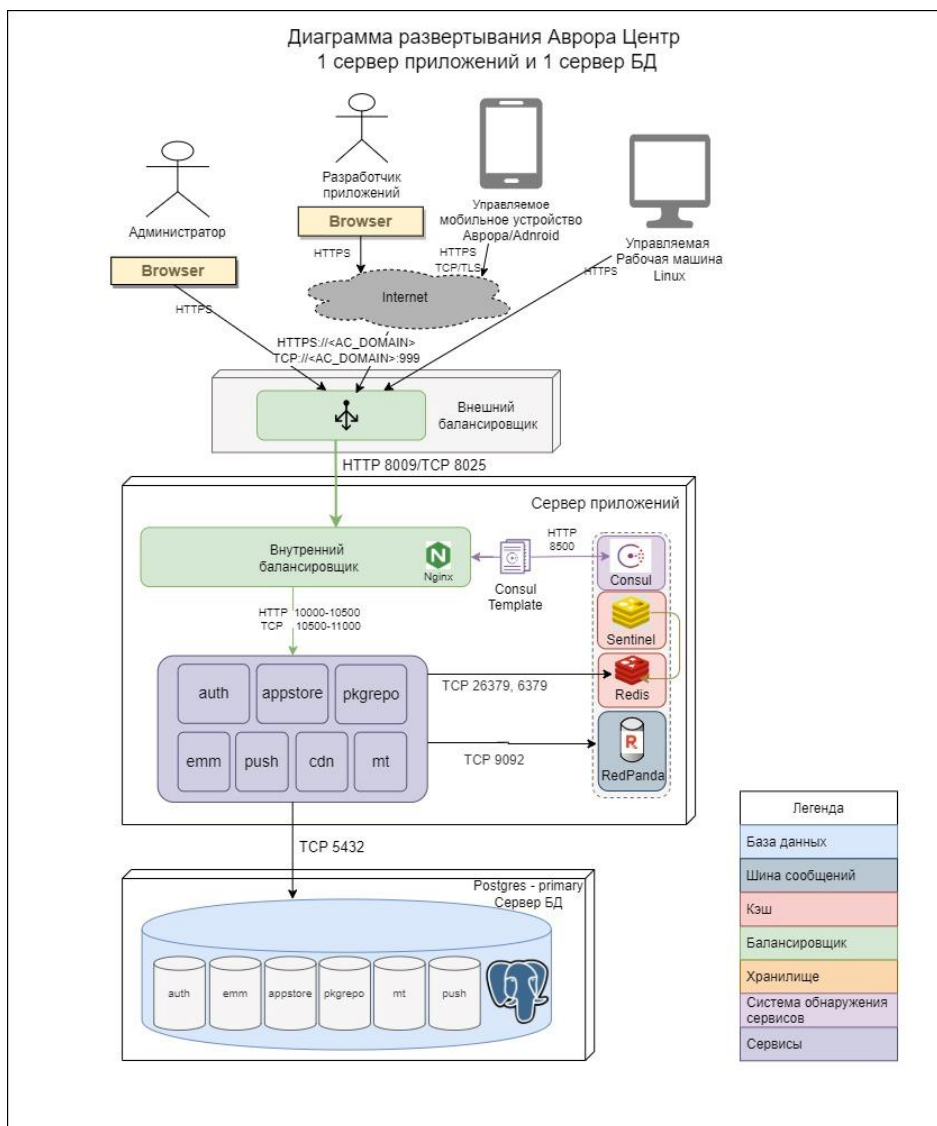 Диаграмма развертывания Аврора Центр
1 сервер приложений и 1 сервер БД
Администратор
Browser
HTTPS
Разработчик
приложений
Browser
HTTPS
Управляемое
мобильное устройство
Аврора/Adnroid
HTTPS
TCP/TLS
Управляемая
Рабочая машина
Linux
HTTPS
Internet
HTTPS://<AC_DOMAIN>
TCP://<AC_DOMAIN>:999
Внешний
балансировщик
HTTP 8009/TCP 8025
Сервер приложений
Внутренний
балансировщик
Nginx
Consul
Template
HTTP
8500
Consul
Sentinel
Redis
RedPanda
HTTP 10000-10500
TCP 10500-11000
auth
appstore
pkgrepo
emm
push
cdn
mt
TCP 26379, 6379
TCP 9092
TCP 5432
Postgres - primary
Сервер БД
auth
emm
appstore
pkgrepo
mt
push
Легенда
База данных
Шина сообщений
Кэш
Балансировщик
Хранилище
Система обнаружения
сервисов
Сервисы